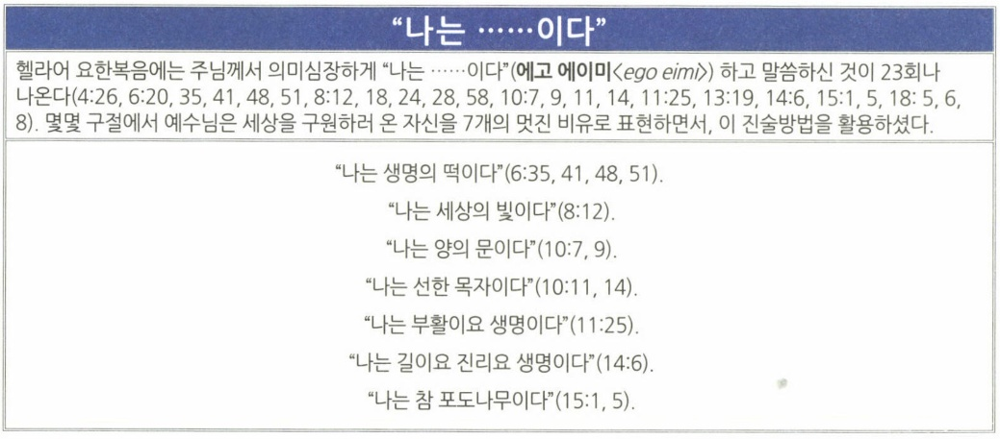 “나는 ……이다”
헬라어 요한복음에는 주님께서 의미심장하게 “나는 ……이다”(에고 에이미<ego eimi>) 하고 말씀하신 것이 23회나
나온다(4:26, 6:20, 35, 41, 48, 51, 8:12, 18, 24, 28, 58, 10:7, 9, 11, 14, 11:25, 13:19, 14:6, 15:1, 5, 18: 5, 6,
8). 몇몇 구절에서 예수님은 세상을 구원하러 온 자신을 7개의 멋진 비유로 표현하면서, 이 진술방법을 활용하셨다.
“나는 생명의 떡이다”(6:35, 41, 48, 51).
“나는 세상의 빛이다”(8:12).
“나는 양의 문이다”(10:7, 9).
“나는 선한 목자이다”(10:11, 14).
“나는 부활이요 생명이다”(11:25).
“나는 길이요 진리요 생명이다”(14:6).
“나는 참 포도나무이다”(15:1, 5).